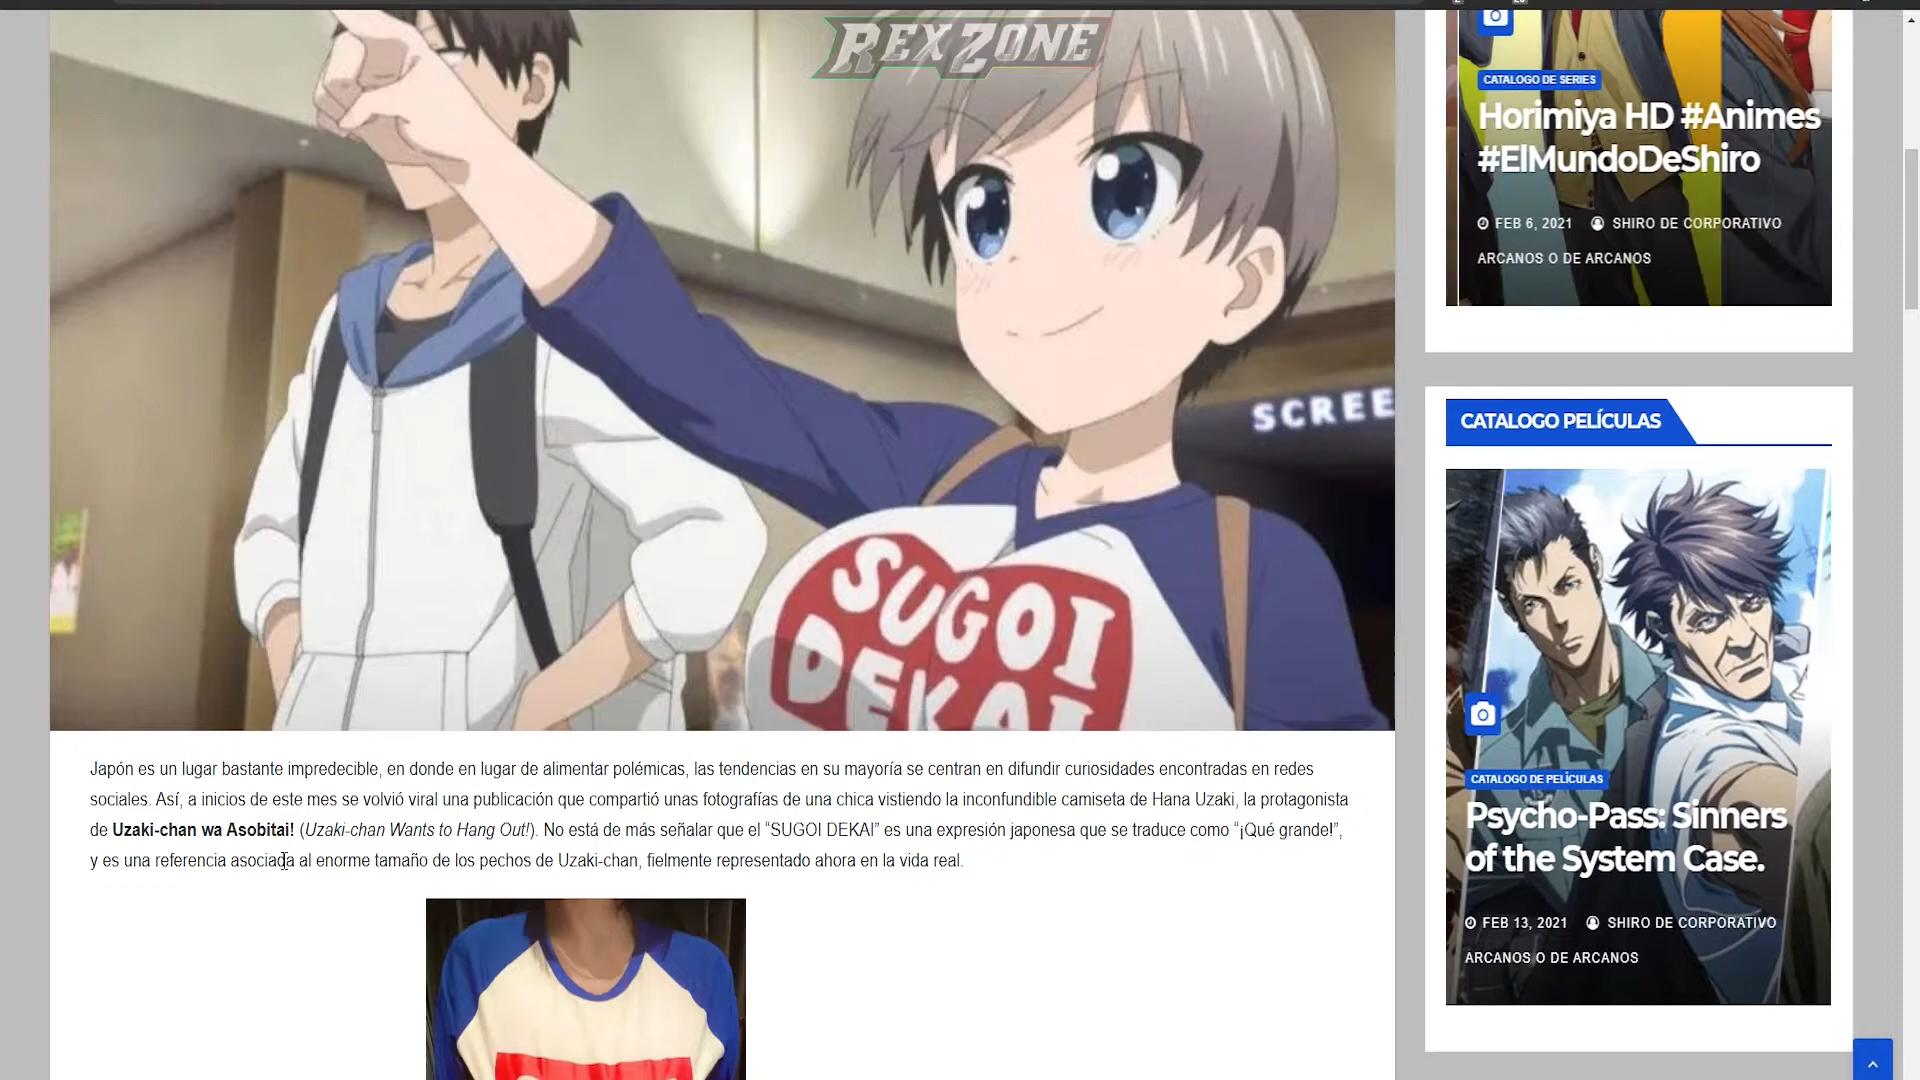 REXZONE
SCREE
SUGOI
DEKAI
Japón es un lugar bastante impredecible, en donde en lugar de alimentar polémicas, las tendencias en su mayoría se centran en difundir curiosidades encontradas en redes
sociales. Así, a inicios de este mes se volvió viral una publicación que compartió unas fotografías de una chica vistiendo la inconfundible camiseta de Hana Uzaki, la protagonista
de Uzaki-chan wa Asobitai! (Uzaki-chan Wants to Hang Out!). No está de más señalar que el “SUGOI DEKAI” es una expresión japonesa que se traduce como “¡Qué grande!”,
y es una referencia asociada al enorme tamaño de los pechos de Uzaki-chan, fielmente representado ahora en la vida real.
CATALOGO DE SERIES
Horimiya HD #Animes
#ElMundoDeShiro
FEB 6, 2021 SHIRO DE CORPORATIVO
ARCANOS O DE ARCANOS
CATALOGO PELÍCULAS
CATALOGO DE PELÍCULAS
Psycho-Pass: Sinners
of the System Case.
FEB 13, 2021 SHIRO DE CORPORATIVO
ARCANOS O DE ARCANOS